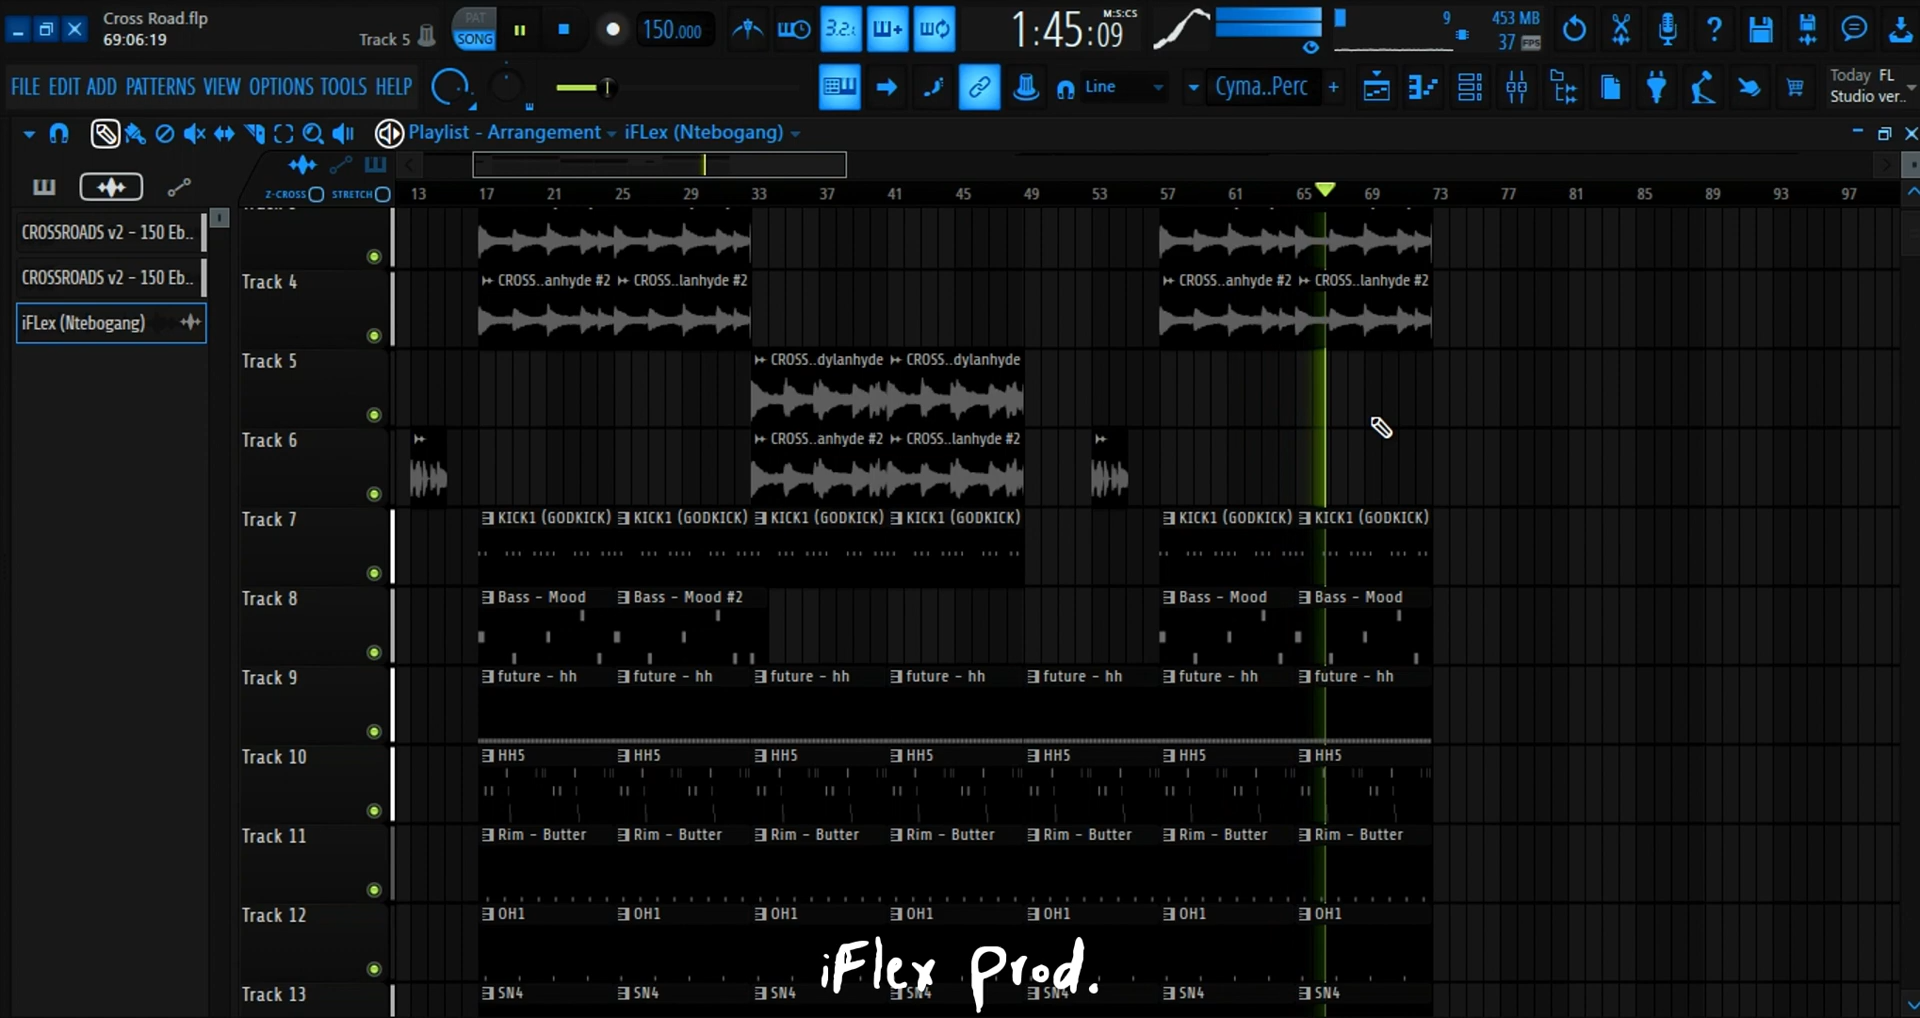 Cross Road.flp
69:06:19
Track 5
PAT
SONG
150.000
3.2.
1:45:09
M:S:CS
9
453 MB
37 FPS
FILE EDIT ADD PATTERNS VIEW OPTIONS TOOLS HELP
Line
Cyma..Perc
Today FL
Studio ver..
Playlist - Arrangement
iFLex (Ntebogang)
Z-CROSS
STRETCH
13 17 21 25 29 33 37 41 45 49 53 57 61 65 69 73 77 81 85 89 93 97
CROSSROADS v2 - 150 Eb..
CROSSROADS v2 - 150 Eb..
iFLex (Ntebogang)
Track 4
CROSS..anhyde #2 CROSS..lanhyde #2 CROSS..anhyde #2 CROSS..lanhyde #2
Track 5
CROSS..dylanhyde CROSS..dylanhyde
Track 6
CROSS..anhyde #2 CROSS..lanhyde #2
Track 7
KICK1 (GODKICK) KICK1 (GODKICK) KICK1 (GODKICK) KICK1 (GODKICK) KICK1 (GODKICK) KICK1 (GODKICK)
Track 8
Bass - Mood Bass - Mood #2 Bass - Mood Bass - Mood
Track 9
future - hh future - hh future - hh future - hh future - hh future - hh future - hh
Track 10
HH5 HH5 HH5 HH5 HH5 HH5 HH5
Track 11
Rim - Butter Rim - Butter Rim - Butter Rim - Butter Rim - Butter Rim - Butter Rim - Butter
Track 12
OH1 OH1 OH1 OH1 OH1 OH1 OH1
iFlex Prod.
Track 13
SN4 SN4 SN4 SN4 SN4 SN4 SN4